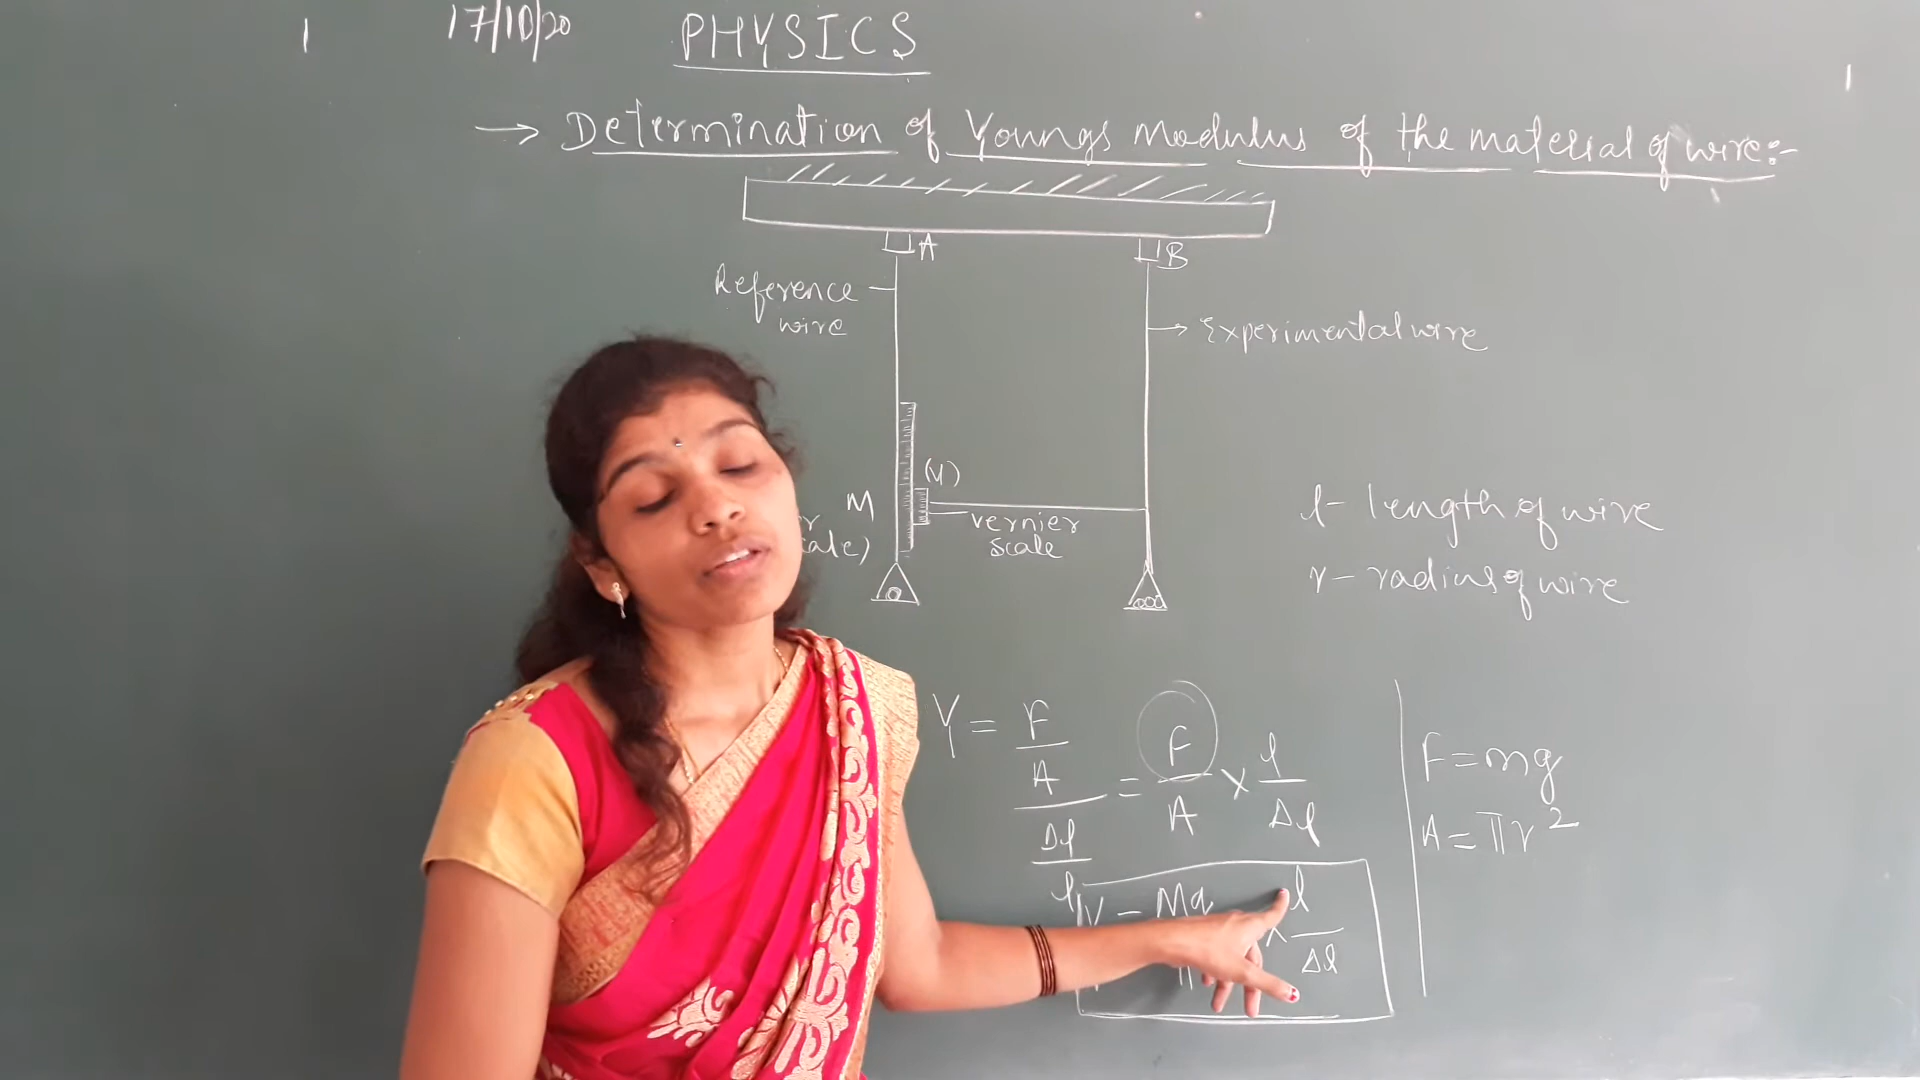 17/10/20
PHYSICS
→ Determination of Youngs Modulus of the material of wire:-
A
B
Reference
wire
→ Experimental wire
(V)
M
vernier
scale
l - length of wire
r - radius of wire
Y = F/A / Δl/l = F/A × l/Δl
F = mg
A = πr²
Mg
× l/Δl